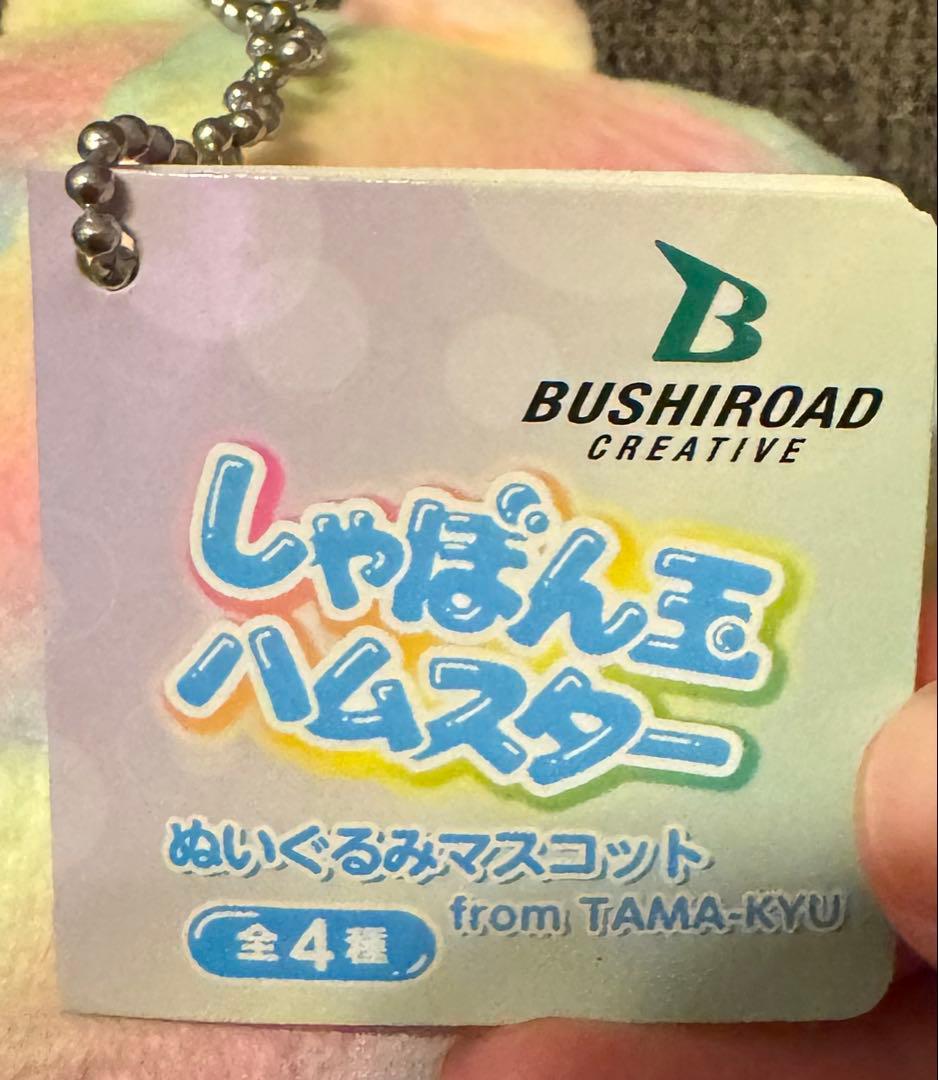 B
BUSHIROAD
CREATIVE
しゃぼん玉
ハムスター
ぬいぐるみマスコット
from TAMA-KYU
全4種